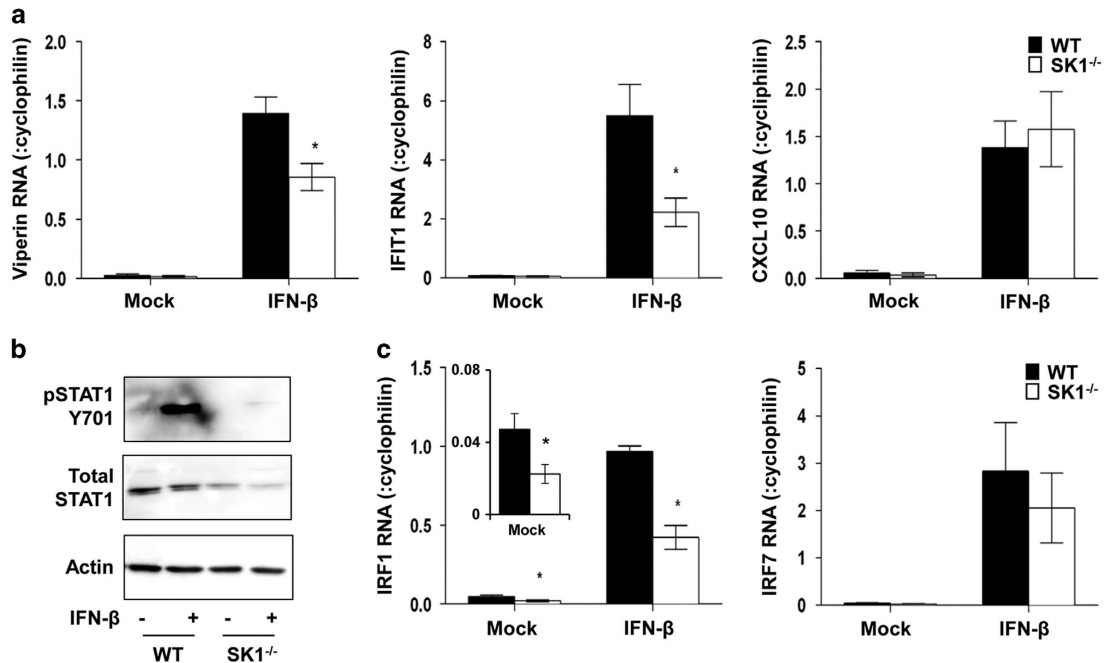 a
Viperin RNA (:cyclophilin)
2.0
1.5
1.0
0.5
0.0
*
Mock IFN-β
IFIT1 RNA (:cyclophilin)
8
6
4
2
0
*
Mock IFN-β
CXCL10 RNA (:cycliphilin)
2.5
2.0
1.5
1.0
0.5
0.0
WT
SK1-/-
Mock IFN-β
b
pSTAT1
Y701
Total
STAT1
Actin
IFN-β - + - +
WT SK1-/-
c
IRF1 RNA (:cyclophilin)
1.5
1.0
0.5
0.0
0.08
0.04
0
*
Mock
*
*
Mock IFN-β
IRF7 RNA (:cyclophilin)
5
4
3
2
1
0
WT
SK1-/-
Mock IFN-β